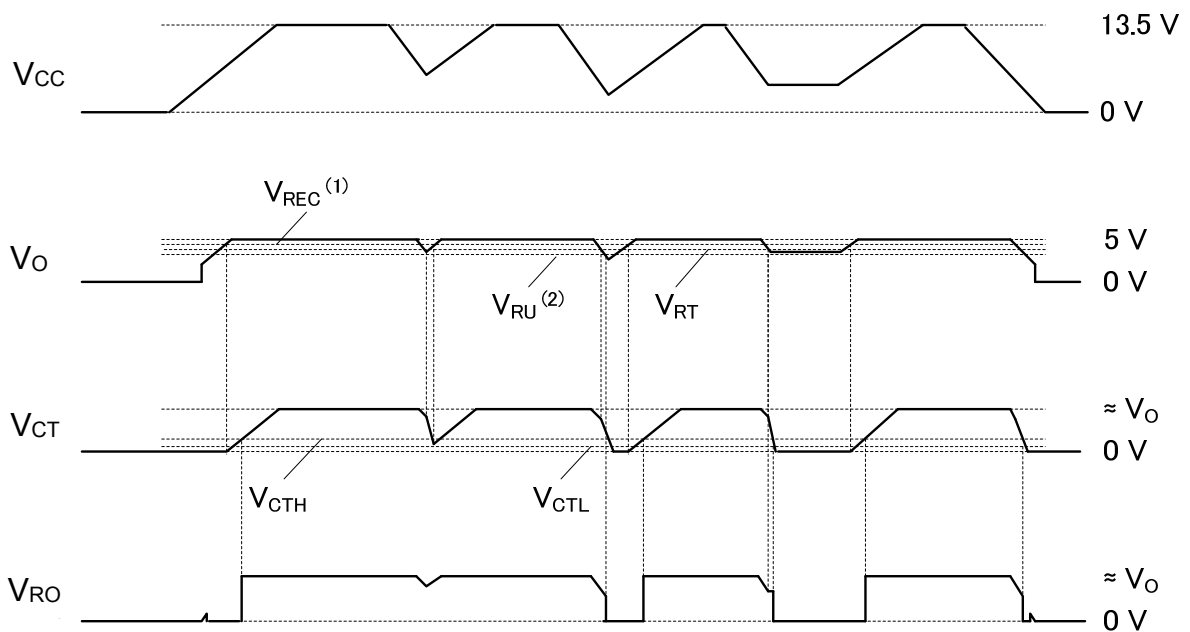 13.5 V
VCC
0 V
VREC (1)
5 V
VO
0 V
VRU (2)
VRT
≈ VO
VCT
0 V
VCTH
VCTL
≈ VO
VRO
0 V